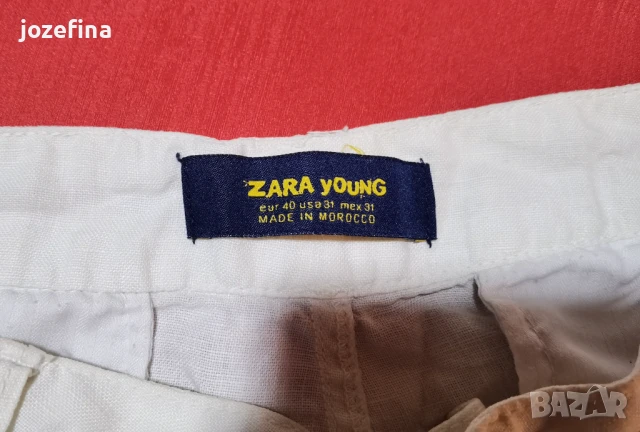 jozefina
ZARA YOUNG
eur 40 usa 31 mex 31
MADE IN MOROCCO
BAZAR